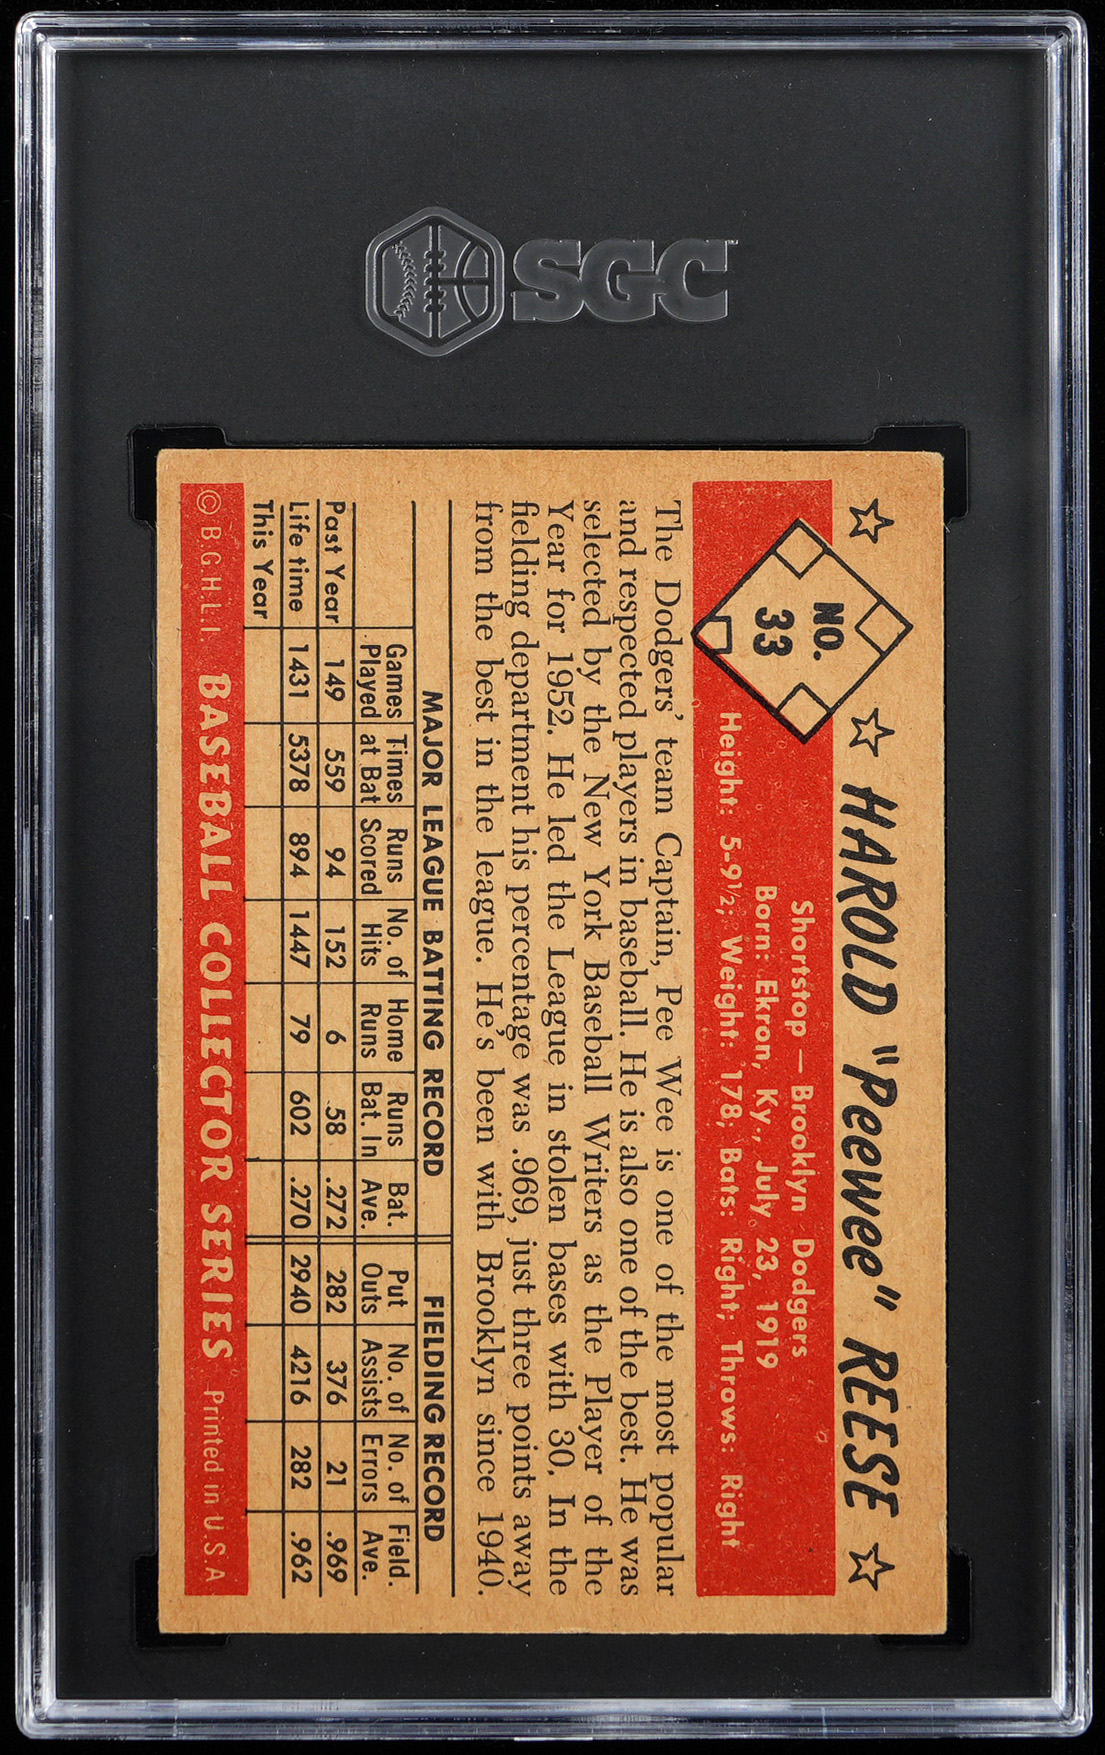 SGC
NO.
33
HAROLD "Peewee" REESE
Shortstop — Brooklyn Dodgers
Born: Ekron, Ky., July 23, 1919
Height: 5-9½; Weight: 178; Bats: Right; Throws: Right
The Dodgers' team Captain, Pee Wee is one of the most popular
and respected players in baseball. He is also one of the best. He was
selected by the New York Baseball Writers as the Player of the
Year for 1952. He led the League in stolen bases with 30. In the
fielding department his percentage was .969, just three points away
from the best in the league. He's been with Brooklyn since 1940.
MAJOR LEAGUE BATTING RECORD FIELDING RECORD
Games Times Runs No. of Home Runs Bat. Put No. of No. of Field.
Played at Bat Scored Hits Runs Bat. In Ave. Outs Assists Errors Ave.
Past Year 149 559 94 152 6 58 .272 282 376 21 .969
Life time 1431 5378 894 1447 79 602 .270 2940 4216 282 .962
This Year
© B.G.H.L.I. BASEBALL COLLECTOR SERIES Printed in U.S.A